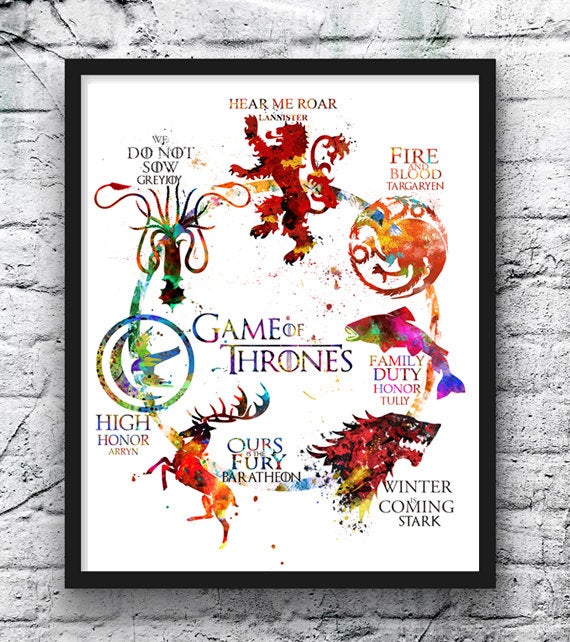 HEAR ME ROAR
LANNISTER
WE
DO NOT
SOW
GREYJOY
FIRE
AND
BLOOD
TARGARYEN
GAME OF
THRONES
FAMILY
DUTY
HONOR
TULLY
HIGH
HONOR
ARRYN
OURS
IS THE
FURY
BARATHEON
WINTER
IS
COMING
STARK